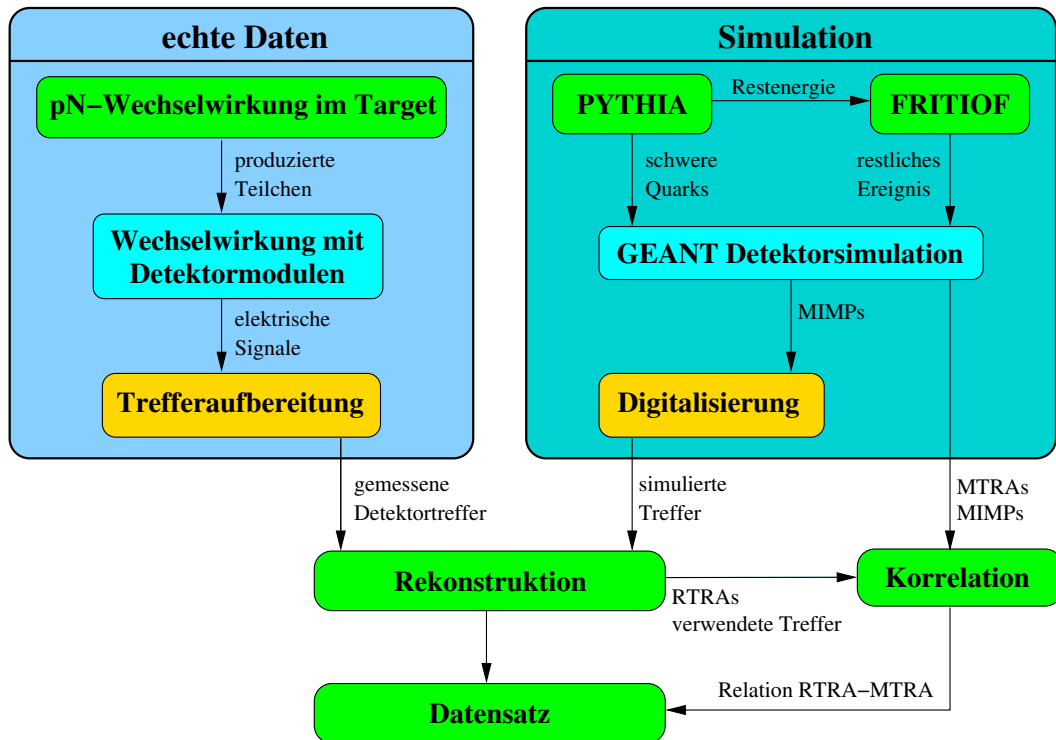 echte Daten
pN−Wechselwirkung im Target
produzierte
Teilchen
Wechselwirkung mit
Detektormodulen
elektrische
Signale
Trefferaufbereitung
gemessene
Detektortreffer
Simulation
PYTHIA
Restenergie
FRITIOF
schwere
Quarks
restliches
Ereignis
GEANT Detektorsimulation
MIMPs
Digitalisierung
simulierte
Treffer
MTRAs
MIMPs
Rekonstruktion
RTRAs
verwendete Treffer
Korrelation
Relation RTRA−MTRA
Datensatz